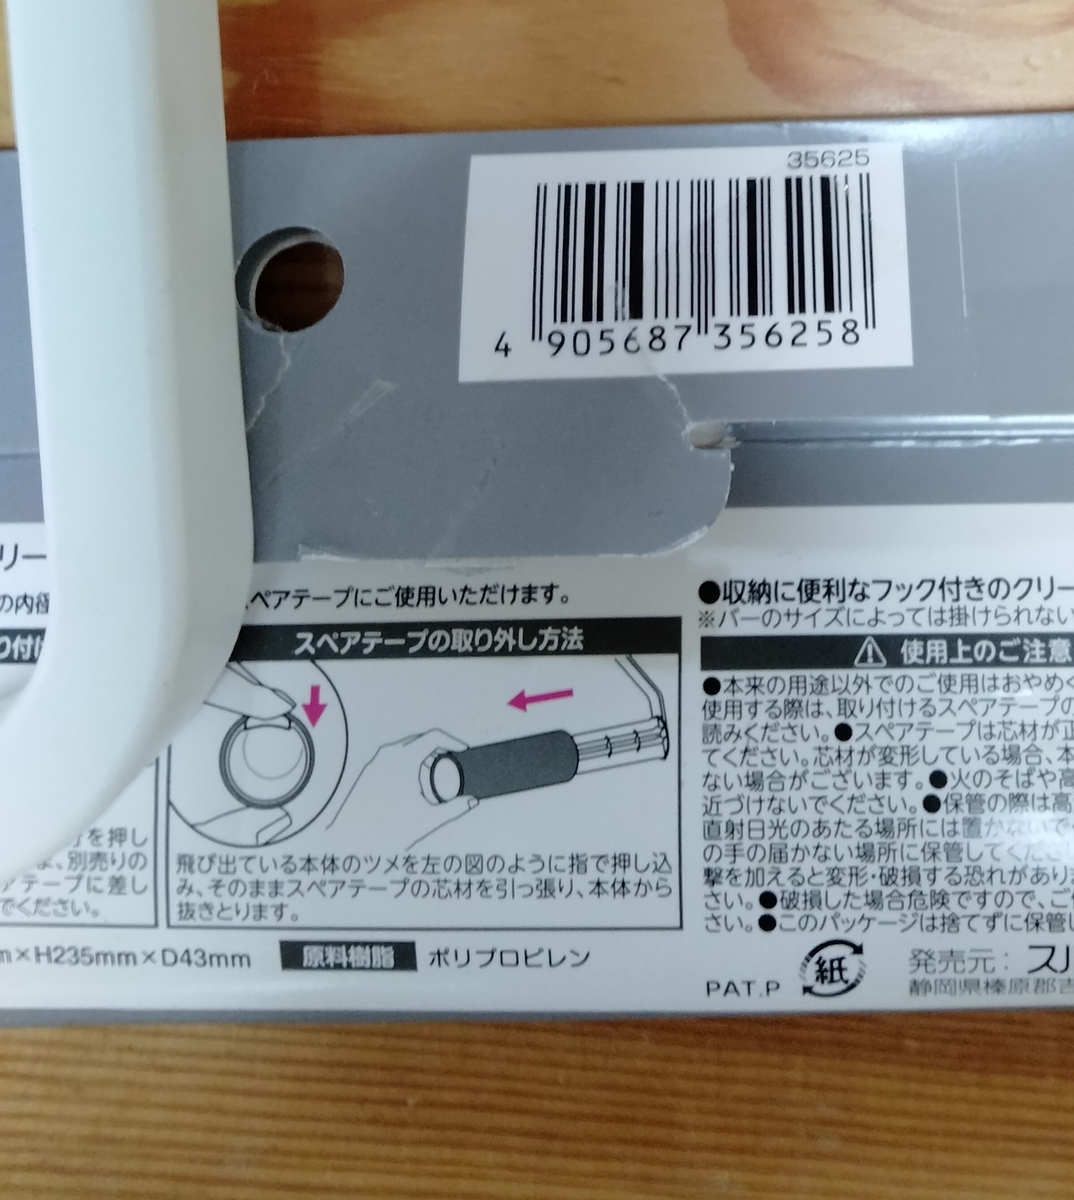 35625
4 905687 356258
リー
の内径
ペアテープにご使用いただけます。
●収納に便利なフック付きのクリー
※バーのサイズによっては掛けられない
り付け
スペアテープの取り外し方法
使用上のご注意
を押し
別売りの
テープに差し
でください。
飛び出ている本体のツメを左の図のように指で押し込
み、そのままスペアテープの芯材を引っ張り、本体から
抜きとります。
●本来の用途以外でのご使用はおやめく
使用する際は、取り付けるスペアテープの
読みください。●スペアテープは芯材が正
てください。芯材が変形している場合、本
ない場合がございます。●火のそばや高
近づけないでください。●保管の際は高
直射日光のあたる場所には置かないで
の手の届かない場所に保管してくださ
撃を加えると変形・破損する恐れがあり
さい。●破損した場合危険ですので、ご
さい。●このパッケージは捨てずに保管
m×H235mm×D43mm
原料樹脂 ポリプロピレン
PAT.P
紙
発売元:
静岡県榛原郡吉